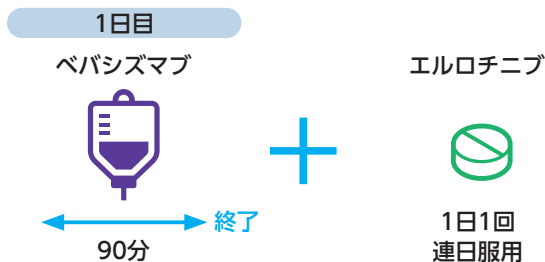 1日目
ベバシズマブ
エルロチニブ
終了
90分
1日1回
連日服用